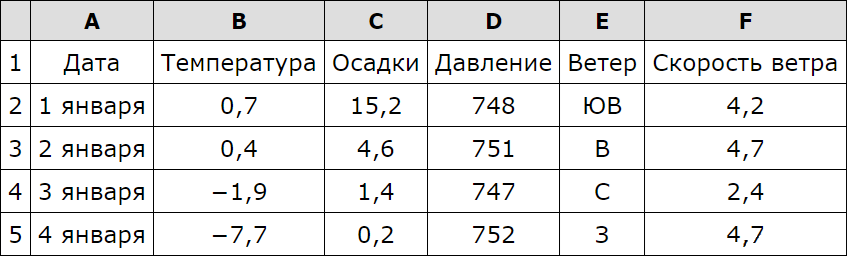 A B C D E F
1 Дата Температура Осадки Давление Ветер Скорость ветра
2 1 января 0,7 15,2 748 ЮВ 4,2
3 2 января 0,4 4,6 751 В 4,7
4 3 января −1,9 1,4 747 С 2,4
5 4 января −7,7 0,2 752 З 4,7